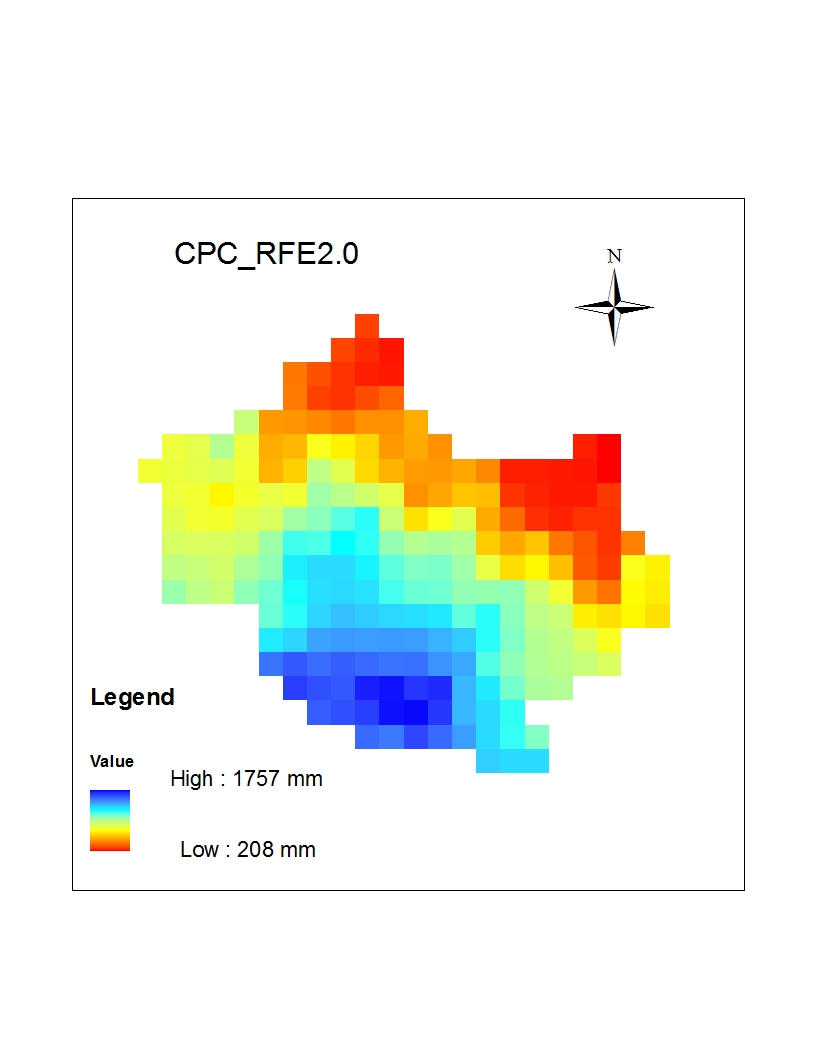 CPC_RFE2.0
N
Legend
Value
High : 1757 mm
Low : 208 mm